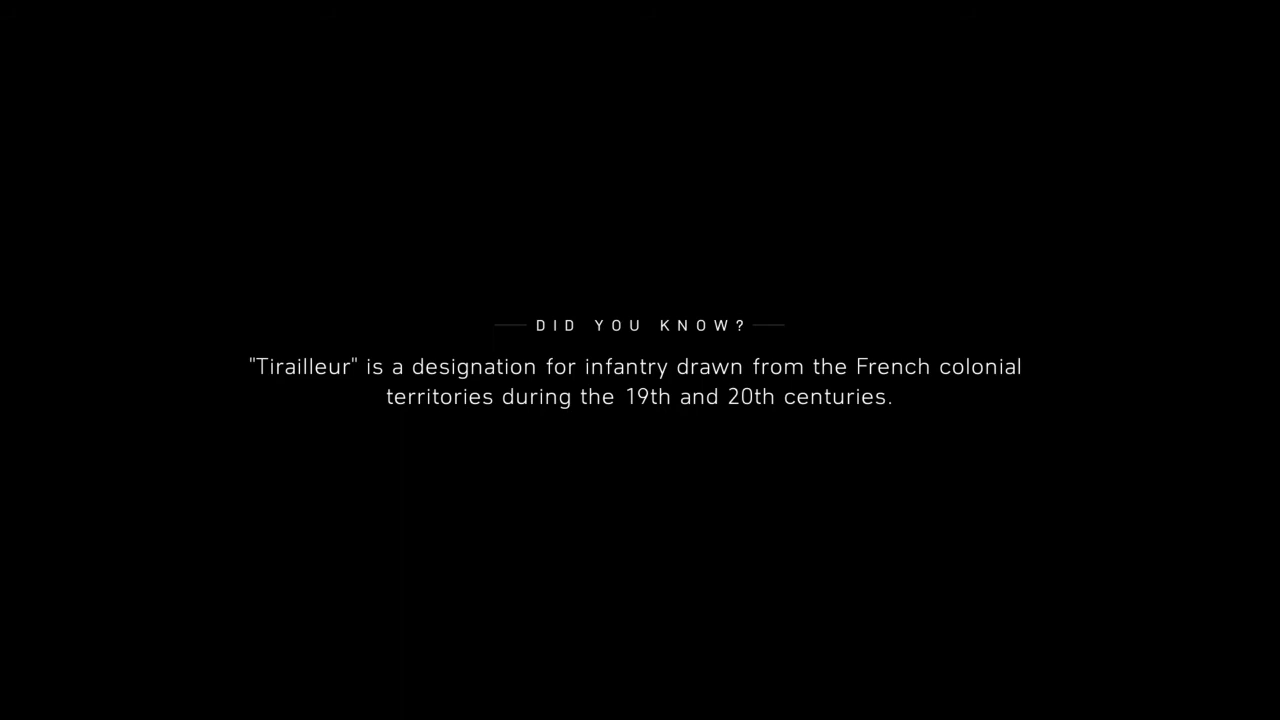 DID YOU KNOW?
"Tirailleur" is a designation for infantry drawn from the French colonial
territories during the 19th and 20th centuries.